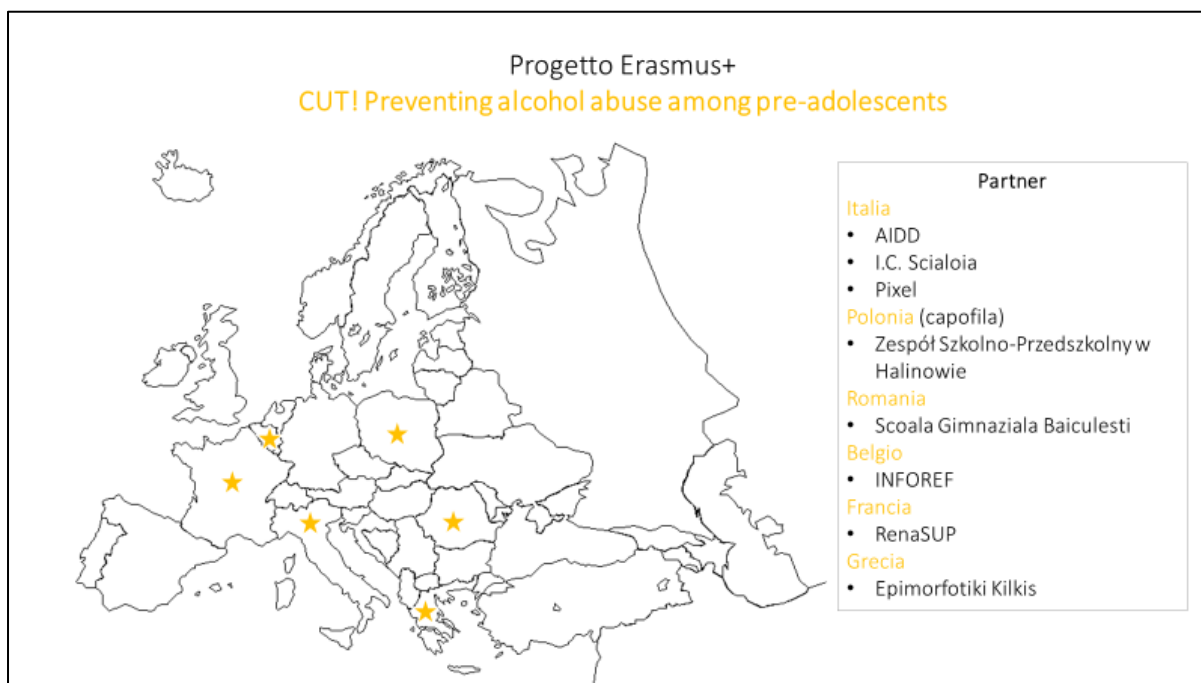 Progetto Erasmus+
CUT! Preventing alcohol abuse among pre-adolescents
Partner
Italia
• AIDD
• I.C. Scialoia
• Pixel
Polonia (capofila)
• Zespół Szkolno-Przedszkolny w
Halinowie
Romania
• Scoala Gimnaziala Baiculesti
Belgio
• INFOREF
Francia
• RenaSUP
Grecia
• Epimorfotiki Kilkis